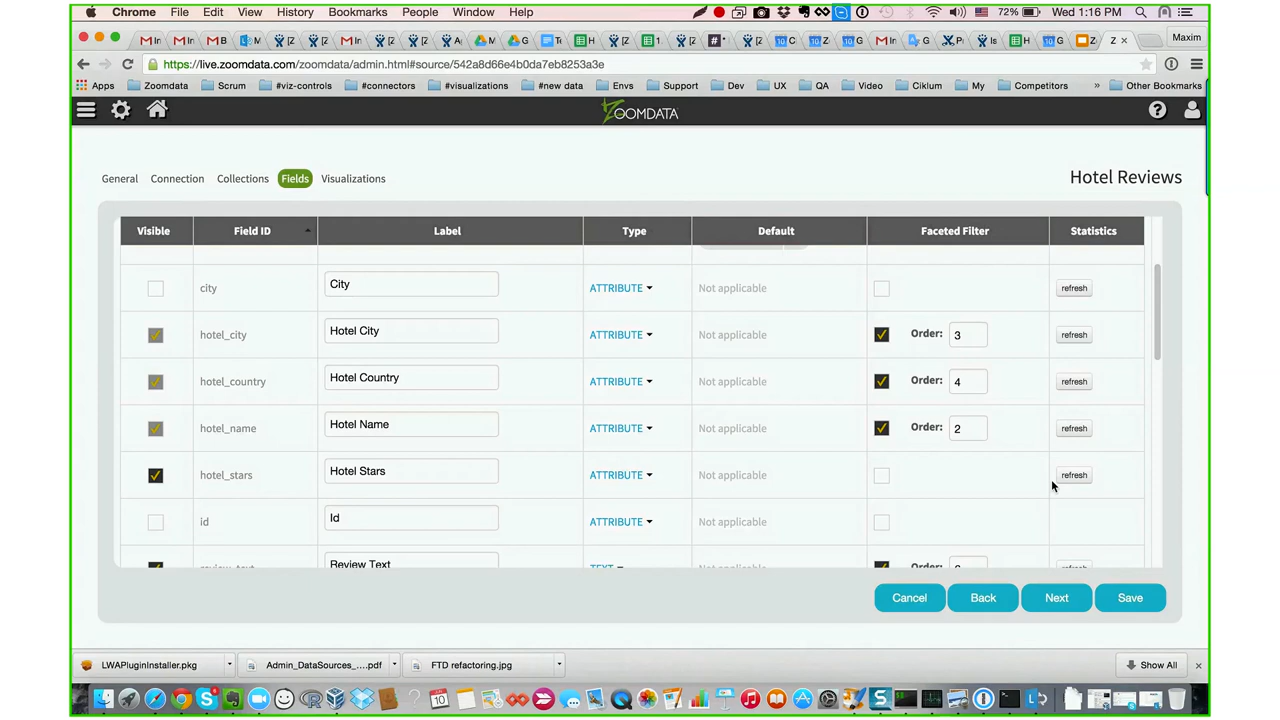 Chrome File Edit View History Bookmarks People Window Help 72% Wed 1:16 PM
Maxim
https://live.zoomdata.com/zoomdata/admin.html#source/542a8d66e4b0da7eb8253a3e
Apps Zoomdata Scrum #viz-controls #connectors #visualizations #new data Envs Support Dev UX QA Video Ciklum My Competitors » Other Bookmarks
ZOOMDATA
General Connection Collections Fields Visualizations Hotel Reviews
Visible Field ID Label Type Default Faceted Filter Statistics
city City ATTRIBUTE Not applicable refresh
hotel_city Hotel City ATTRIBUTE Not applicable Order: 3 refresh
hotel_country Hotel Country ATTRIBUTE Not applicable Order: 4 refresh
hotel_name Hotel Name ATTRIBUTE Not applicable Order: 2 refresh
hotel_stars Hotel Stars ATTRIBUTE Not applicable refresh
id Id ATTRIBUTE Not applicable
review_text Review Text TEXT Not applicable Order: refresh
Cancel Back Next Save
LWAPluginInstaller.pkg Admin_DataSources_....pdf FTD refactoring.jpg Show All